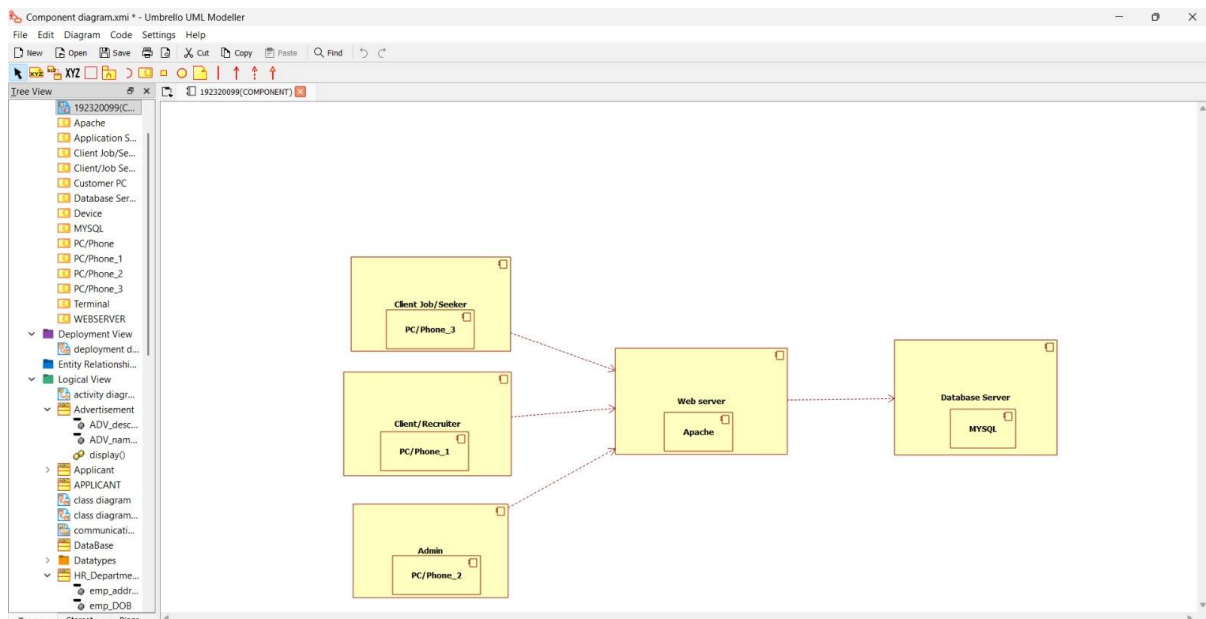 Component diagram.xmi * - Umbrello UML Modeller
File Edit Diagram Code Settings Help
New Open Save Cut Copy Paste Find
XYZ XYZ
Tree View
192320099(COMPONENT)
192320099(C...
Apache
Application S...
Client Job/Se...
Client/Job Se...
Customer PC
Database Ser...
Device
MYSQL
PC/Phone
PC/Phone_1
PC/Phone_2
PC/Phone_3
Terminal
WEBSERVER
Deployment View
deployment d...
Entity Relationshi...
Logical View
activity diagr...
Advertisement
ADV_desc...
ADV_nam...
display()
Applicant
APPLICANT
class diagram
class diagram...
communicati...
DataBase
Datatypes
HR_Departme...
emp_addr...
emp_DOB
Client Job/Seeker
PC/Phone_3
Client/Recruiter
PC/Phone_1
Admin
PC/Phone_2
Web server
Apache
Database Server
MYSQL